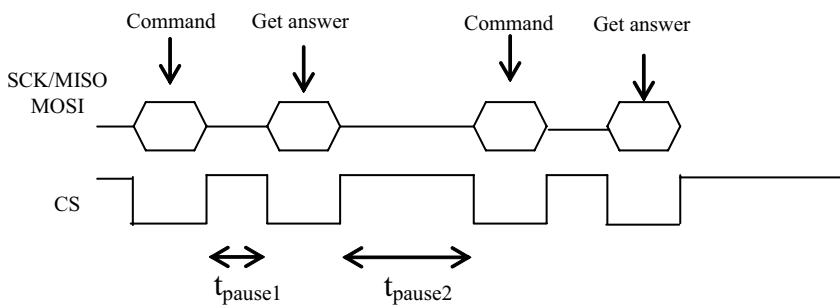 Command
Get answer
Command
Get answer
SCK/MISO
MOSI
CS
tpause1
tpause2